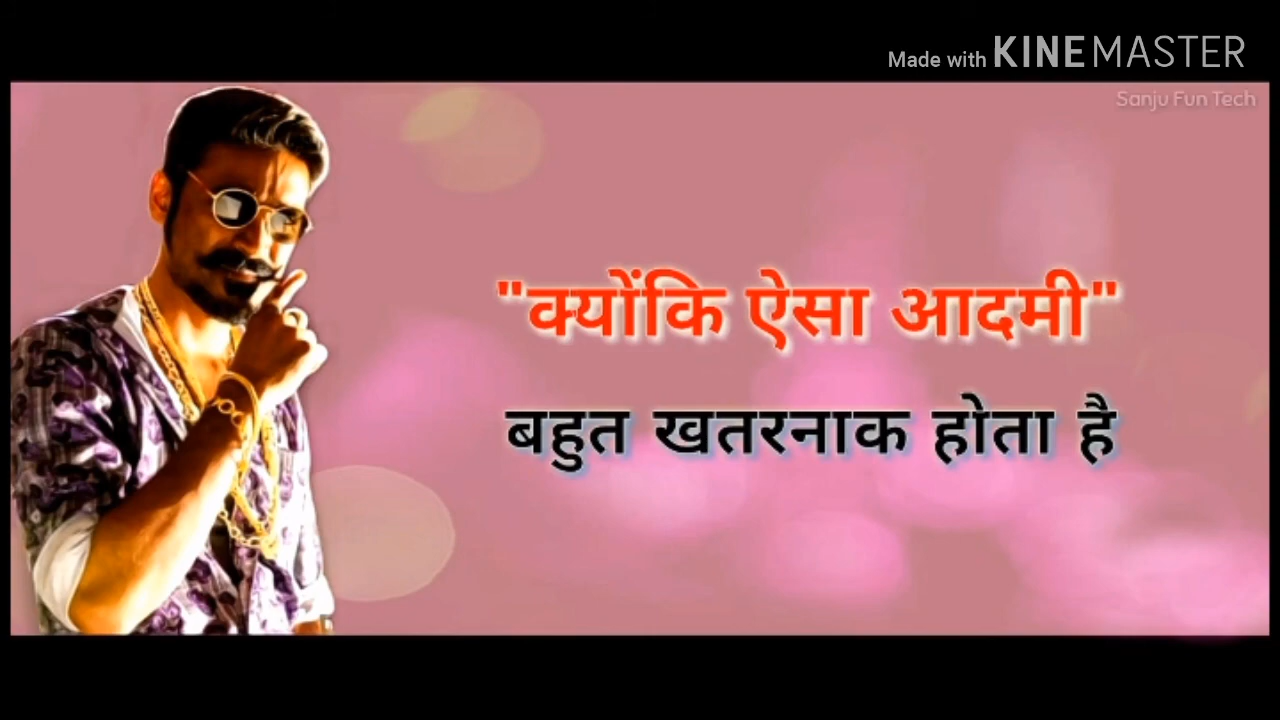 Made with KINEMASTER
Sanju Fun Tech
"क्योंकि ऐसा आदमी"
बहुत खतरनाक होता है